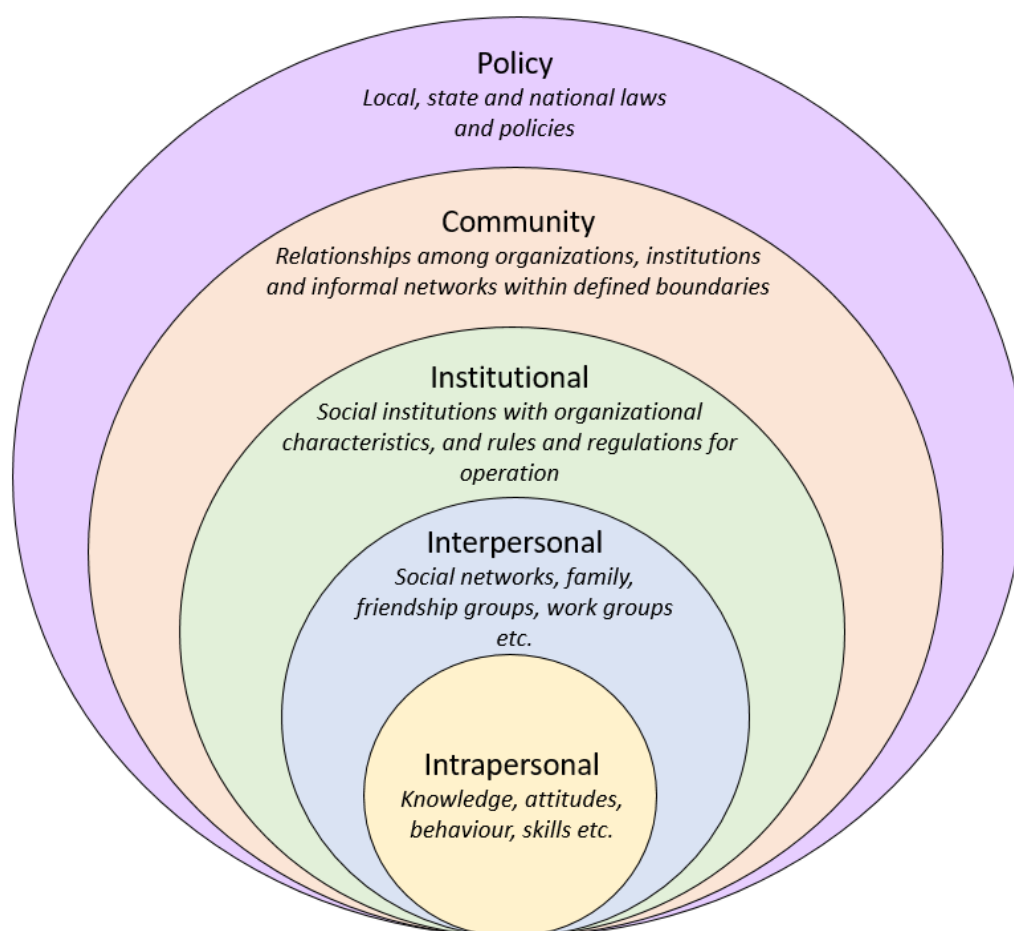 Policy
Local, state and national laws
and policies
Community
Relationships among organizations, institutions
and informal networks within defined boundaries
Institutional
Social institutions with organizational
characteristics, and rules and regulations for
operation
Interpersonal
Social networks, family,
friendship groups, work groups
etc.
Intrapersonal
Knowledge, attitudes,
behaviour, skills etc.